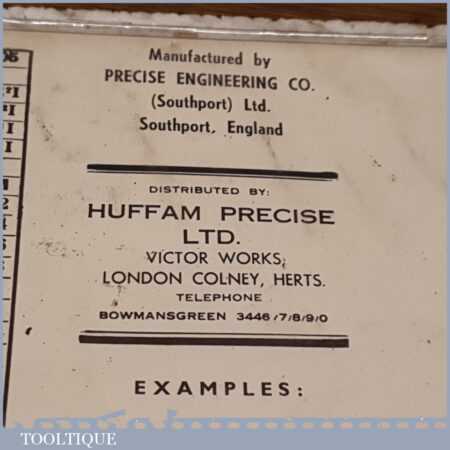 Manufactured by
PRECISE ENGINEERING CO.
(Southport) Ltd.
Southport, England
DISTRIBUTED BY:
HUFFAM PRECISE
LTD.
VICTOR WORKS,
LONDON COLNEY, HERTS.
TELEPHONE
BOWMANSGREEN 3446/7/8/9/0
EXAMPLES:
TOOLTIQUE